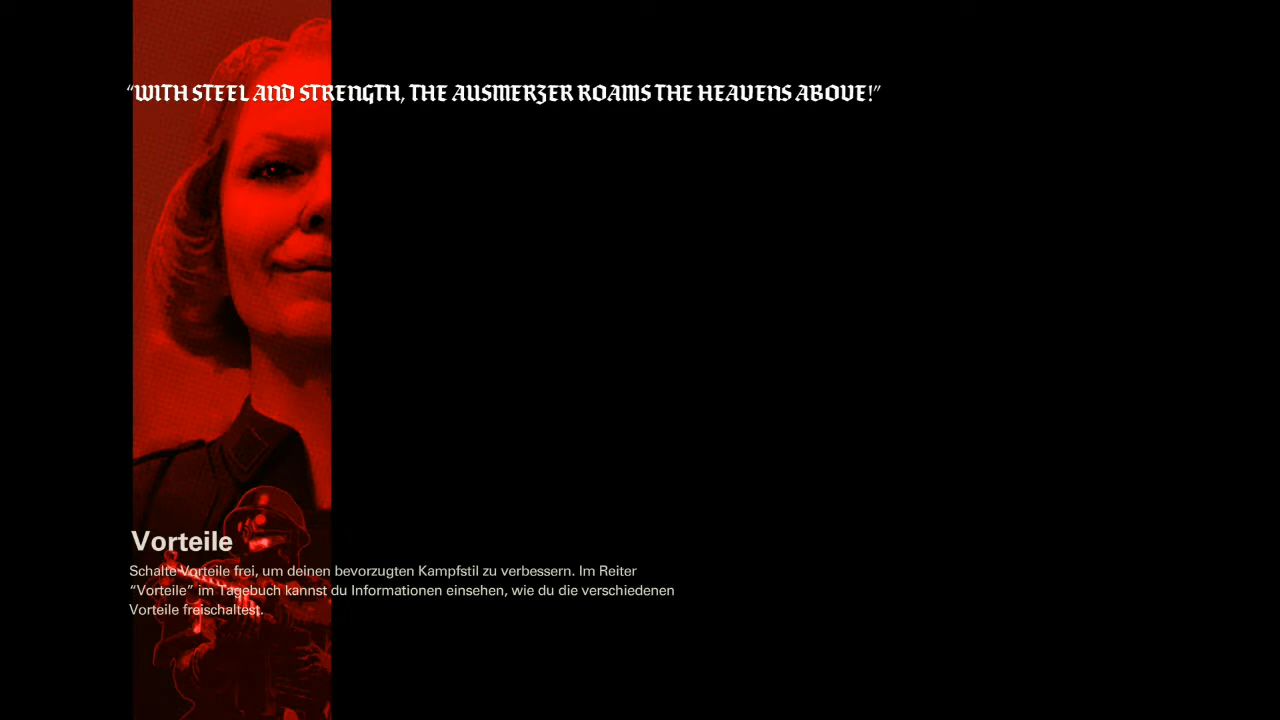 “WITH STEEL AND STRENGTH, THE AUSMERZER ROAMS THE HEAVENS ABOVE!”
Vorteile
Schalte Vorteile frei, um deinen bevorzugten Kampfstil zu verbessern. Im Reiter
“Vorteile” im Tagebuch kannst du Informationen einsehen, wie du die verschiedenen
Vorteile freischaltest.